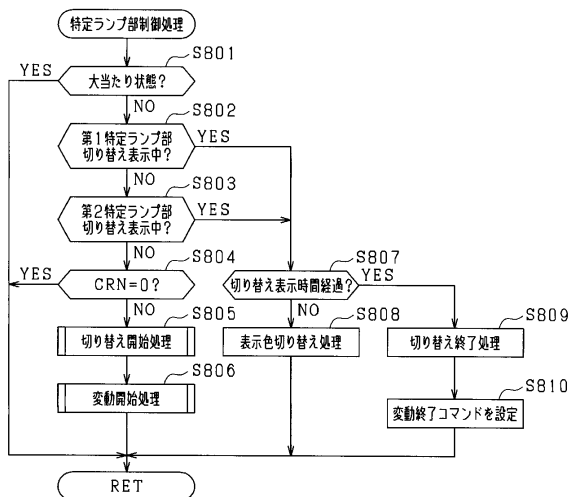 特定ランプ部制御処理
S801
YES
大当たり状態?
NO
S802
第1特定ランプ部
切り替え表示中?
YES
NO
S803
第2特定ランプ部
切り替え表示中?
YES
NO
S804
YES
CRN=0?
NO
S807
切り替え表示時間経過?
YES
NO
S805
切り替え開始処理
S808
表示色切り替え処理
S809
切り替え終了処理
S806
変動開始処理
S810
変動終了コマンドを設定
RET